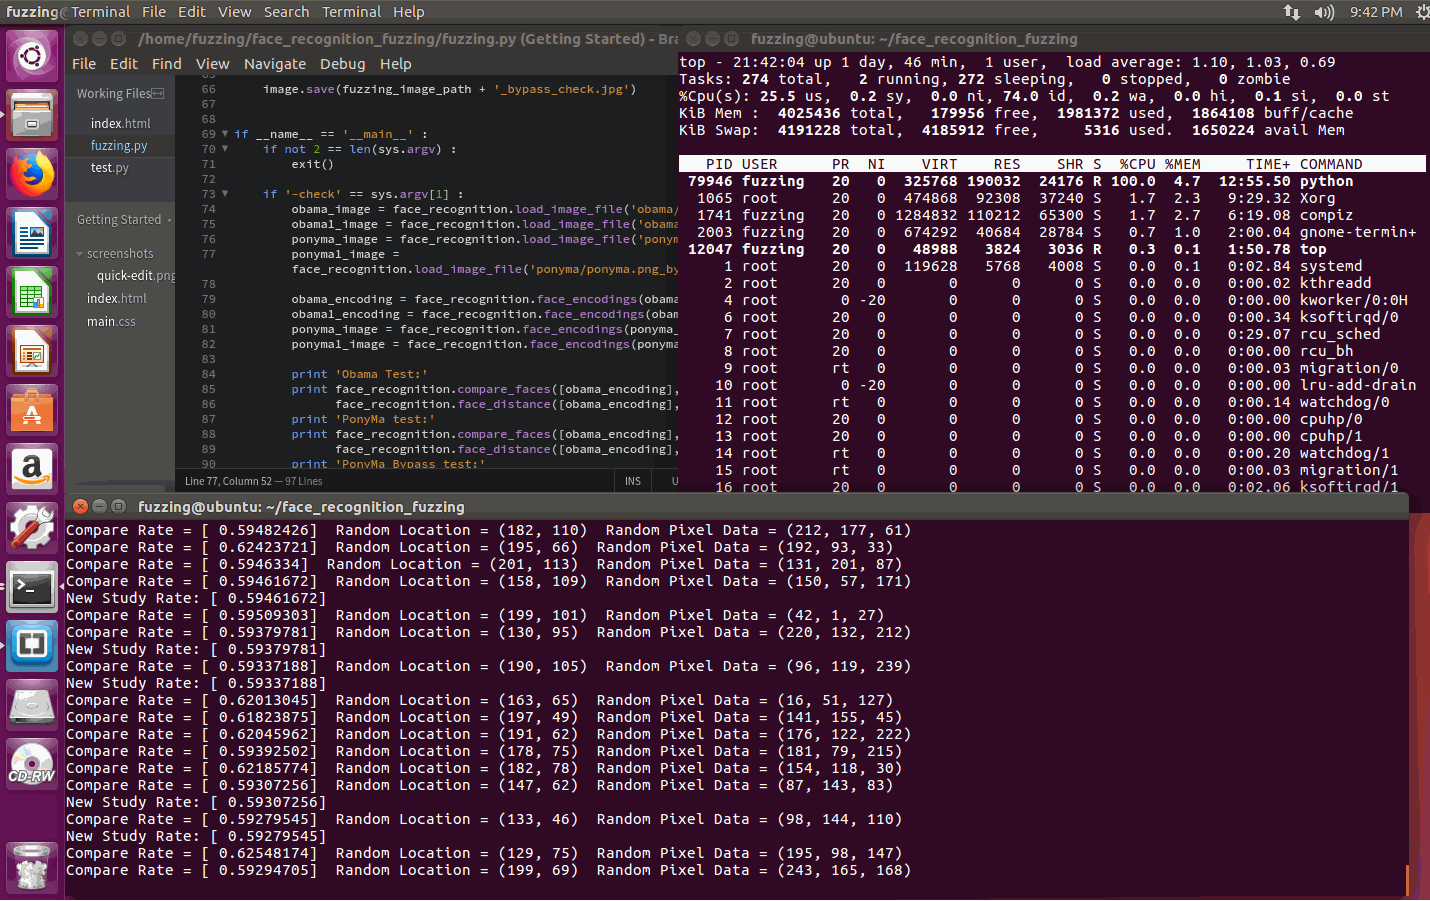 fuzzing@ Terminal File Edit View Search Terminal Help 9:42 PM
/home/fuzzing/face_recognition_fuzzing/fuzzing.py (Getting Started) - Bra
File Edit Find View Navigate Debug Help
Working Files
index.html
fuzzing.py
test.py
Getting Started
screenshots
quick-edit.png
index.html
main.css
65
66 image.save(fuzzing_image_path + '_bypass_check.jpg')
67
68
69 if __name__ == '__main__' :
70 if not 2 == len(sys.argv) :
71 exit()
72
73 if '-check' == sys.argv[1] :
74 obama_image = face_recognition.load_image_file('obama/
75 obama1_image = face_recognition.load_image_file('obama
76 ponyma_image = face_recognition.load_image_file('ponym
77 ponyma1_image =
face_recognition.load_image_file('ponyma/ponyma.png_by
78
79 obama_encoding = face_recognition.face_encodings(obama
80 obama1_encoding = face_recognition.face_encodings(obam
81 ponyma_image = face_recognition.face_encodings(ponyma_
82 ponyma1_image = face_recognition.face_encodings(ponyma
83
84 print 'Obama Test:'
85 print face_recognition.compare_faces([obama_encoding],
86 face_recognition.face_distance([obama_encoding],
87 print 'PonyMa test:'
88 print face_recognition.compare_faces([obama_encoding],
89 face_recognition.face_distance([obama_encoding],
90 print 'PonyMa Bypass test:'
Line 77, Column 52 — 97 Lines INS U
fuzzing@ubuntu: ~/face_recognition_fuzzing
top - 21:42:04 up 1 day, 46 min, 1 user, load average: 1.10, 1.03, 0.69
Tasks: 274 total, 2 running, 272 sleeping, 0 stopped, 0 zombie
%Cpu(s): 25.5 us, 0.2 sy, 0.0 ni, 74.0 id, 0.2 wa, 0.0 hi, 0.1 si, 0.0 st
KiB Mem : 4025436 total, 179956 free, 1981372 used, 1864108 buff/cache
KiB Swap: 4191228 total, 4185912 free, 5316 used. 1650224 avail Mem
PID USER PR NI VIRT RES SHR S %CPU %MEM TIME+ COMMAND
79946 fuzzing 20 0 325768 190032 24176 R 100.0 4.7 12:55.50 python
1065 root 20 0 474868 92308 37240 S 1.7 2.3 9:29.32 Xorg
1741 fuzzing 20 0 1284832 110212 65300 S 1.7 2.7 6:19.08 compiz
2003 fuzzing 20 0 674292 40684 28784 S 0.7 1.0 2:00.04 gnome-termin+
12047 fuzzing 20 0 48988 3824 3036 R 0.3 0.1 1:50.78 top
1 root 20 0 119628 5768 4008 S 0.0 0.1 0:02.84 systemd
2 root 20 0 0 0 0 S 0.0 0.0 0:00.02 kthreadd
4 root 0 -20 0 0 0 S 0.0 0.0 0:00.00 kworker/0:0H
6 root 20 0 0 0 0 S 0.0 0.0 0:00.34 ksoftirqd/0
7 root 20 0 0 0 0 S 0.0 0.0 0:29.07 rcu_sched
8 root 20 0 0 0 0 S 0.0 0.0 0:00.00 rcu_bh
9 root rt 0 0 0 0 S 0.0 0.0 0:00.03 migration/0
10 root 0 -20 0 0 0 S 0.0 0.0 0:00.00 lru-add-drain
11 root rt 0 0 0 0 S 0.0 0.0 0:00.14 watchdog/0
12 root 20 0 0 0 0 S 0.0 0.0 0:00.00 cpuhp/0
13 root 20 0 0 0 0 S 0.0 0.0 0:00.00 cpuhp/1
14 root rt 0 0 0 0 S 0.0 0.0 0:00.20 watchdog/1
15 root rt 0 0 0 0 S 0.0 0.0 0:00.03 migration/1
16 root 20 0 0 0 0 S 0.0 0.0 0:02.06 ksoftirqd/1
fuzzing@ubuntu: ~/face_recognition_fuzzing
Compare Rate = [ 0.59482426] Random Location = (182, 110) Random Pixel Data = (212, 177, 61)
Compare Rate = [ 0.62423721] Random Location = (195, 66) Random Pixel Data = (192, 93, 33)
Compare Rate = [ 0.5946334] Random Location = (201, 113) Random Pixel Data = (131, 201, 87)
Compare Rate = [ 0.59461672] Random Location = (158, 109) Random Pixel Data = (150, 57, 171)
New Study Rate: [ 0.59461672]
Compare Rate = [ 0.59509303] Random Location = (199, 101) Random Pixel Data = (42, 1, 27)
Compare Rate = [ 0.59379781] Random Location = (130, 95) Random Pixel Data = (220, 132, 212)
New Study Rate: [ 0.59379781]
Compare Rate = [ 0.59337188] Random Location = (190, 105) Random Pixel Data = (96, 119, 239)
New Study Rate: [ 0.59337188]
Compare Rate = [ 0.62013045] Random Location = (163, 65) Random Pixel Data = (16, 51, 127)
Compare Rate = [ 0.61823875] Random Location = (197, 49) Random Pixel Data = (141, 155, 45)
Compare Rate = [ 0.62045962] Random Location = (191, 62) Random Pixel Data = (176, 122, 222)
Compare Rate = [ 0.59392502] Random Location = (178, 75) Random Pixel Data = (181, 79, 215)
Compare Rate = [ 0.62185774] Random Location = (182, 78) Random Pixel Data = (154, 118, 30)
Compare Rate = [ 0.59307256] Random Location = (147, 62) Random Pixel Data = (87, 143, 83)
New Study Rate: [ 0.59307256]
Compare Rate = [ 0.59279545] Random Location = (133, 46) Random Pixel Data = (98, 144, 110)
New Study Rate: [ 0.59279545]
Compare Rate = [ 0.62548174] Random Location = (129, 75) Random Pixel Data = (195, 98, 147)
Compare Rate = [ 0.59294705] Random Location = (199, 69) Random Pixel Data = (243, 165, 168)
CD-RW